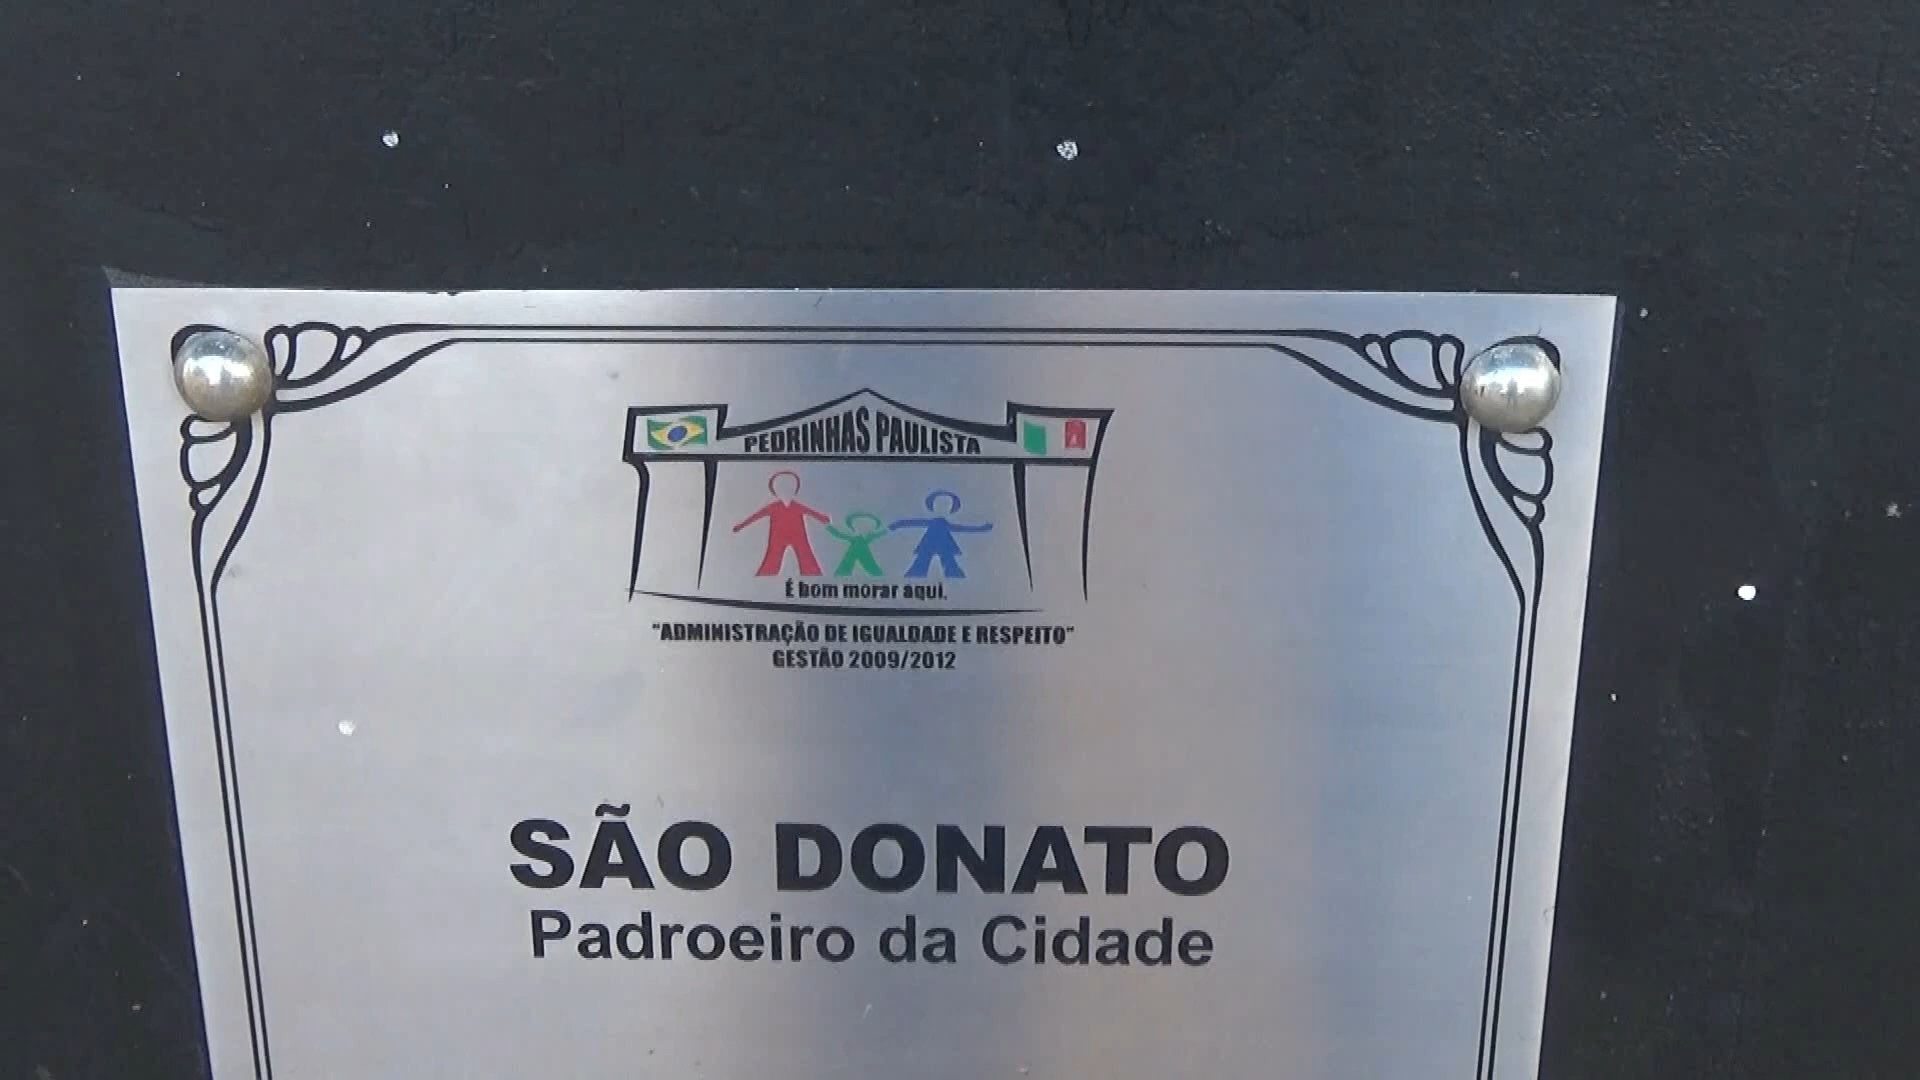 PEDRINHAS PAULISTA
É bom morar aqui.
"ADMINISTRAÇÃO DE IGUALDADE E RESPEITO"
GESTÃO 2009/2012
SÃO DONATO
Padroeiro da Cidade